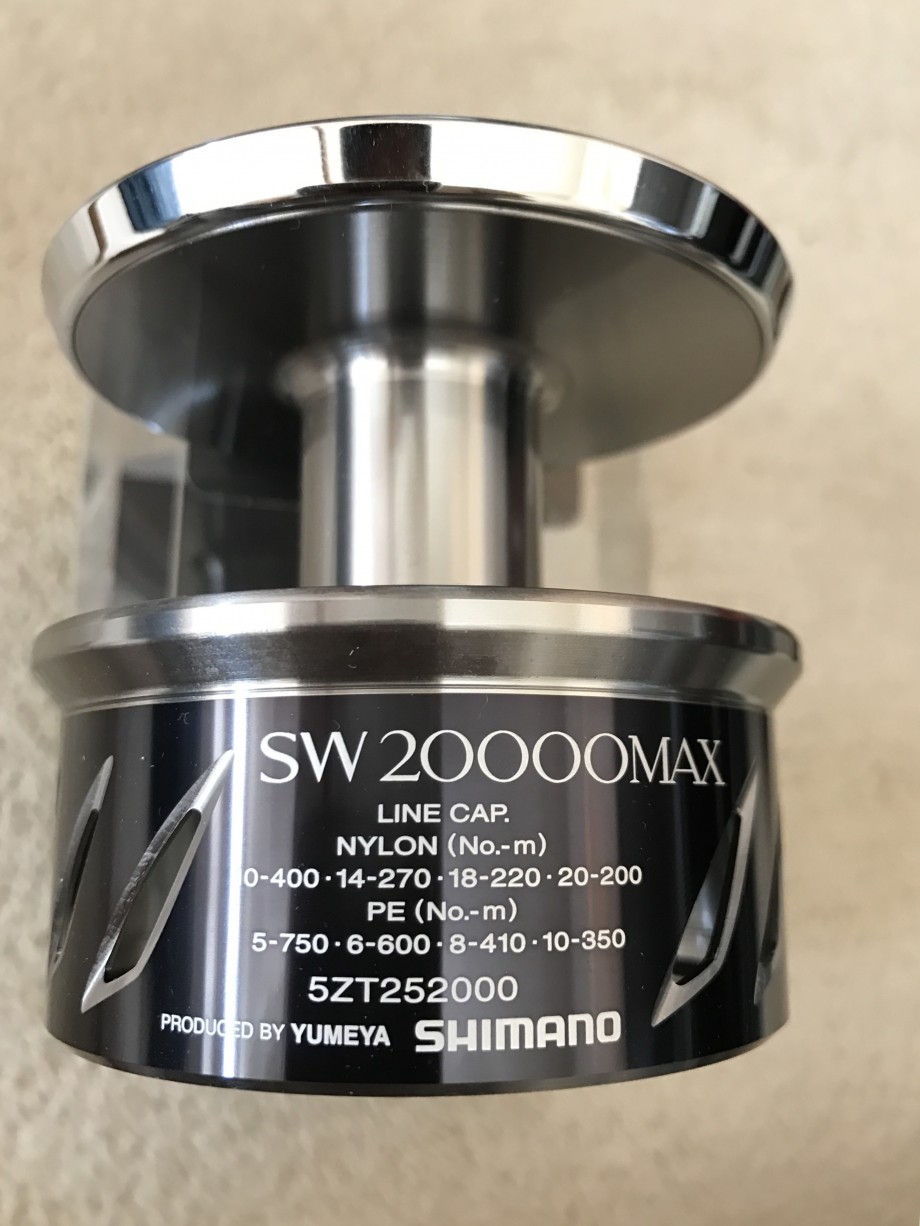 SW 20000MAX
LINE CAP.
NYLON (No.-m)
0-400·14-270·18-220·20-200
PE (No.-m)
5-750·6-600·8-410·10-350
5ZT252000
PRODUCED BY YUMEYA SHIMANO